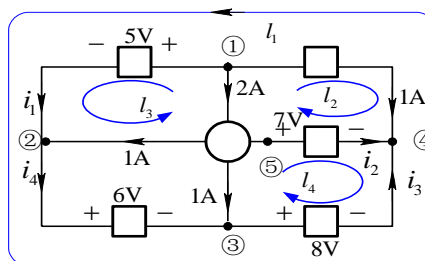 l₁
− 5V + ①
i₁ l₃ 2A l₂ 1A
② 1A + 7V − ④
⑤ i₂ i₃
i₄ 6V 1A l₄
+ − ③ + −
8V